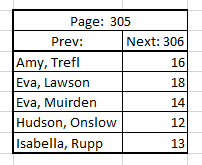 Page: 305
Prev: Next: 306
Amy, Trefl 16
Eva, Lawson 18
Eva, Muirden 14
Hudson, Onslow 12
Isabella, Rupp 13